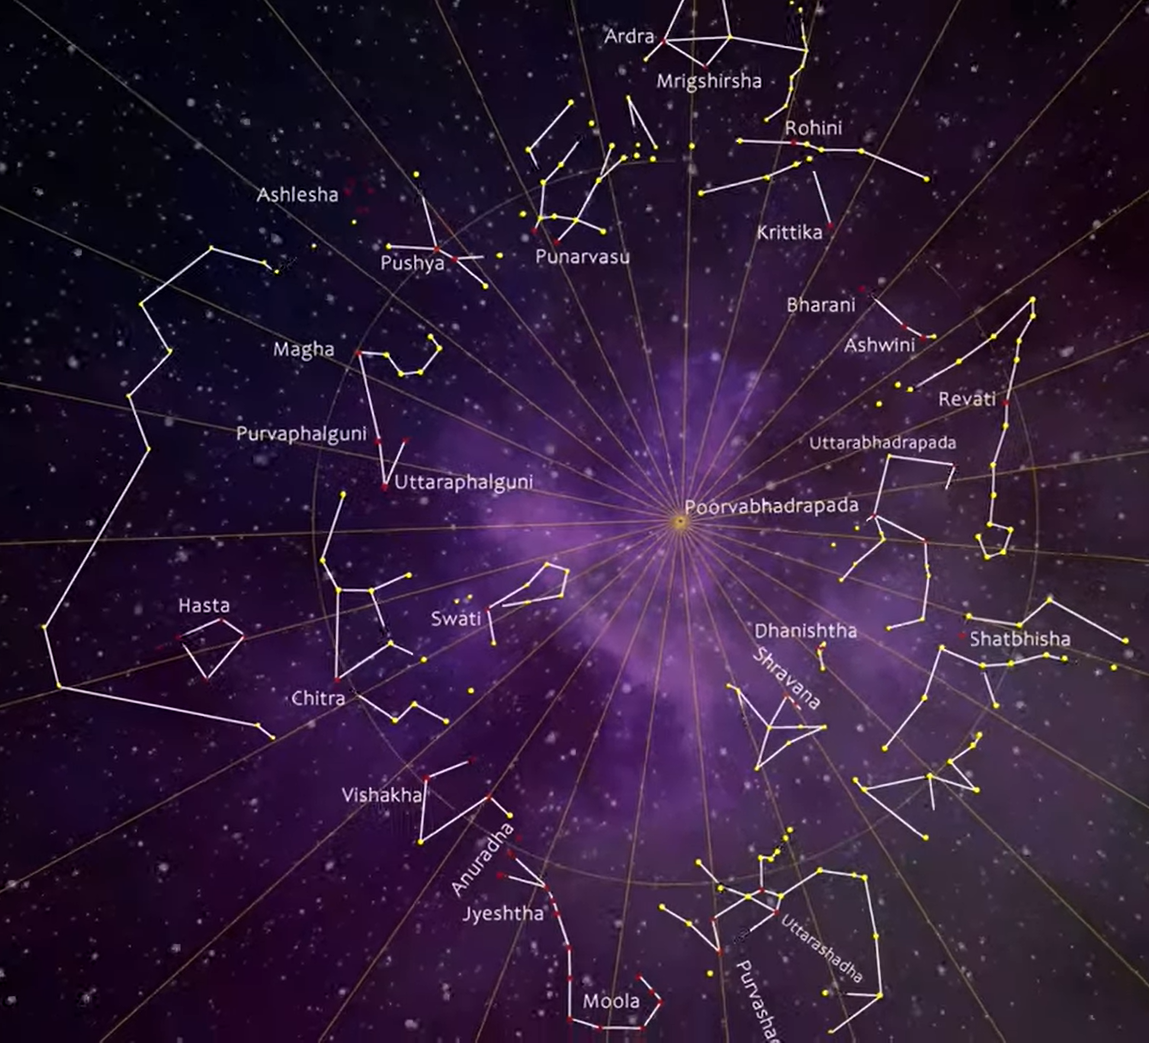 Ardra
Mrigshirsha
Rohini
Ashlesha
Krittika
Pushya
Punarvasu
Bharani
Ashwini
Magha
Revati
Purvaphalguni
Uttarabhadrapada
Uttaraphalguni
Poorvabhadrapada
Hasta
Swati
Dhanishtha
Shatbhisha
Shravana
Chitra
Vishakha
Anuradha
Jyeshtha
Uttarashadha
Moola